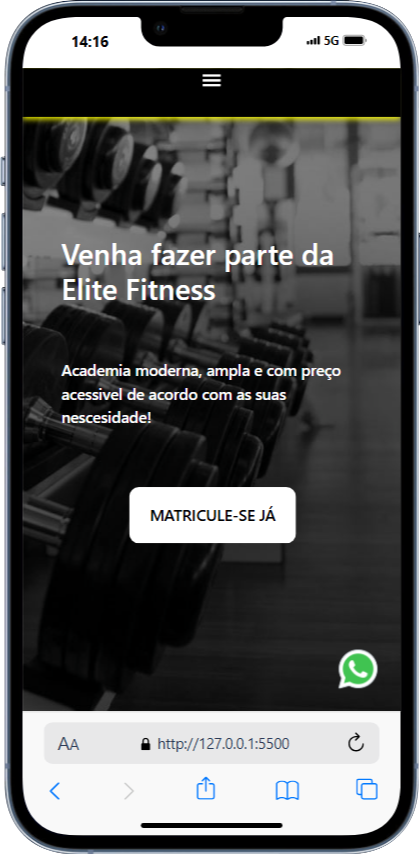 14:16
5G
Venha fazer parte da
Elite Fitness
Academia moderna, ampla e com preço
acessivel de acordo com as suas
nescesidade!
MATRICULE-SE JÁ
AA
http://127.0.0.1:5500